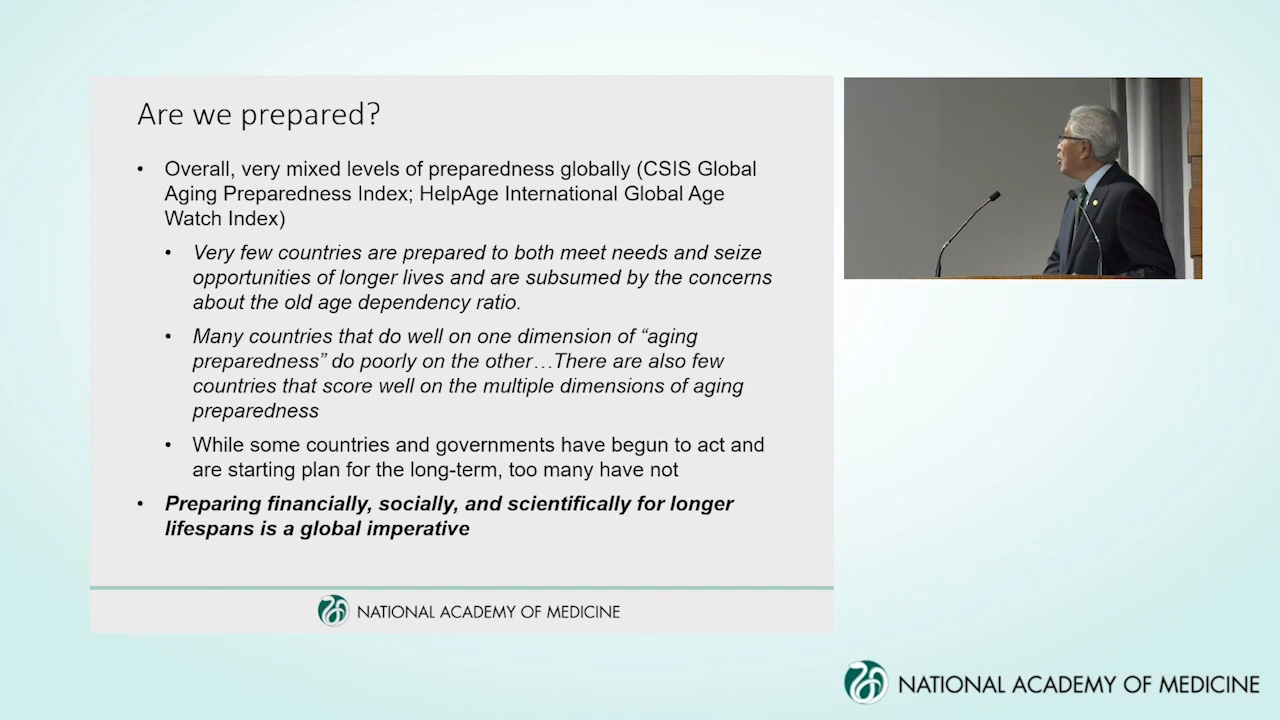 Are we prepared?
• Overall, very mixed levels of preparedness globally (CSIS Global
Aging Preparedness Index; HelpAge International Global Age
Watch Index)
• Very few countries are prepared to both meet needs and seize
opportunities of longer lives and are subsumed by the concerns
about the old age dependency ratio.
• Many countries that do well on one dimension of “aging
preparedness” do poorly on the other…There are also few
countries that score well on the multiple dimensions of aging
preparedness
• While some countries and governments have begun to act and
are starting plan for the long-term, too many have not
• Preparing financially, socially, and scientifically for longer
lifespans is a global imperative
NATIONAL ACADEMY OF MEDICINE
NATIONAL ACADEMY OF MEDICINE